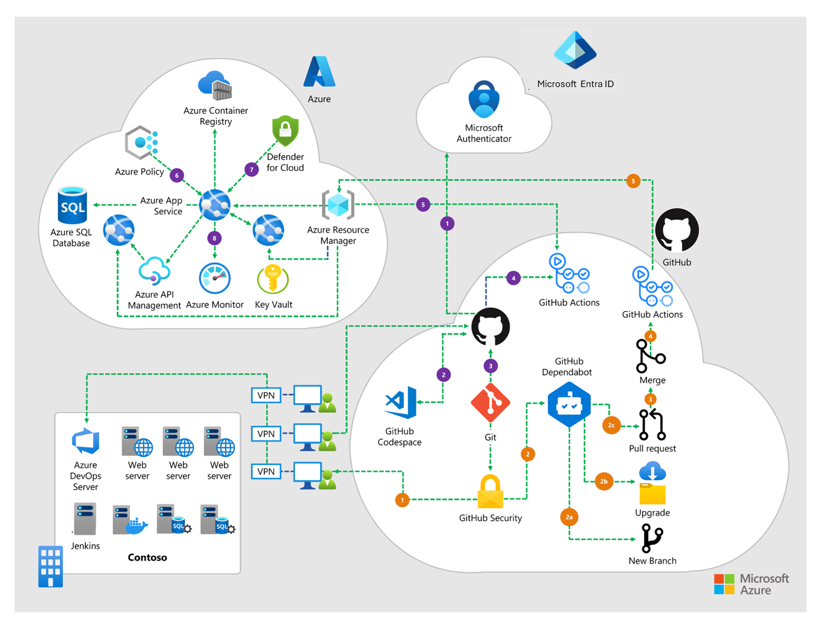 Microsoft Entra ID
Azure
Azure Container
Registry
Microsoft
Authenticator
Defender
for Cloud
Azure Policy
6
7
5
5
Azure App
Service
SQL
Azure SQL
Database
Azure Resource
Manager
1
8
GitHub
Azure API
Management
Azure Monitor
Key Vault
4
GitHub Actions
GitHub Actions
4
GitHub
Dependabot
Merge
2
3
VPN
3
GitHub
Codespace
Git
2c
Pull request
VPN
2
Azure
DevOps
Server
Web
server
Web
server
Web
server
VPN
2b
1
GitHub Security
Upgrade
2a
SQL
SQL
Jenkins
Contoso
New Branch
Microsoft
Azure